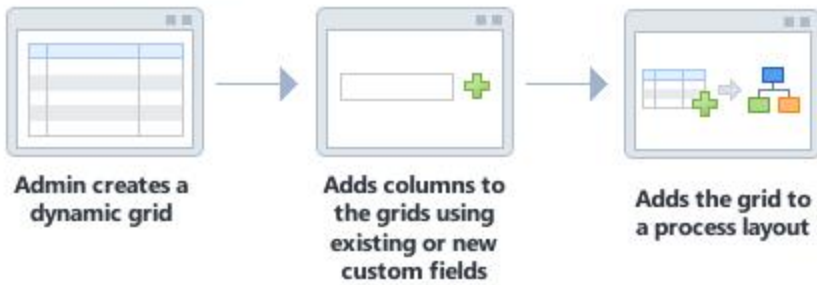 Admin creates a
dynamic grid
Adds columns to
the grids using
existing or new
custom fields
Adds the grid to
a process layout